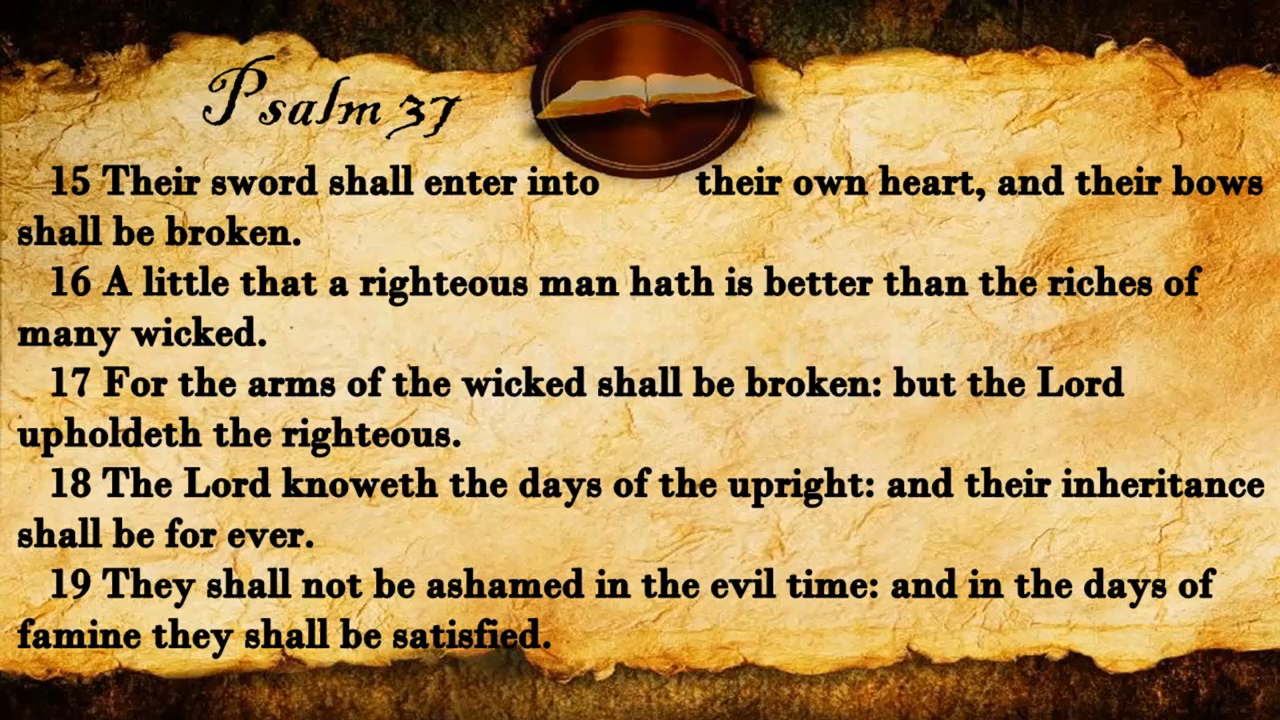 Psalm 37
15 Their sword shall enter into their own heart, and their bows
shall be broken.
16 A little that a righteous man hath is better than the riches of
many wicked.
17 For the arms of the wicked shall be broken: but the Lord
upholdeth the righteous.
18 The Lord knoweth the days of the upright: and their inheritance
shall be for ever.
19 They shall not be ashamed in the evil time: and in the days of
famine they shall be satisfied.